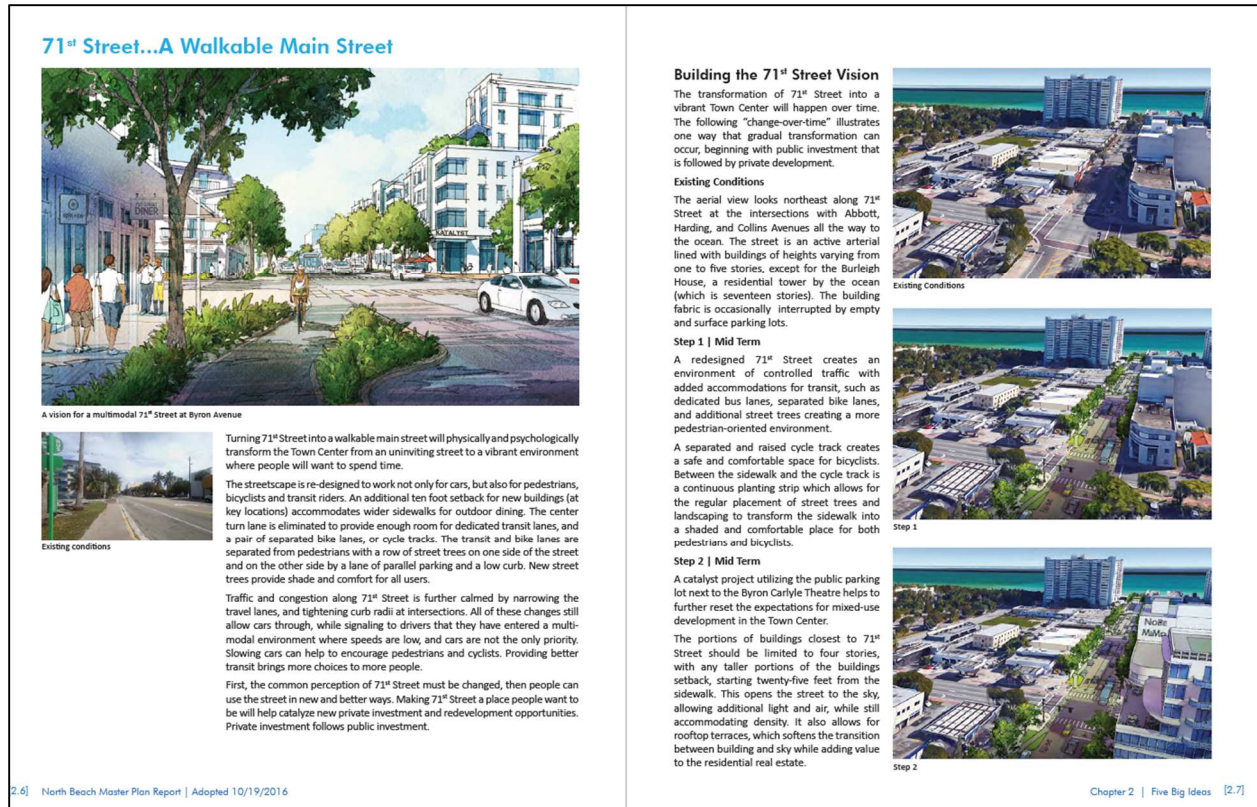 71st Street...A Walkable Main Street
DINER
KATALYST
A vision for a multimodal 71st Street at Byron Avenue
Existing conditions
Turning 71st Street into a walkable main street will physically and psychologically
transform the Town Center from an uninviting street to a vibrant environment
where people will want to spend time.
The streetscape is re-designed to work not only for cars, but also for pedestrians,
bicyclists and transit riders. An additional ten foot setback for new buildings (at
key locations) accommodates wider sidewalks for outdoor dining. The center
turn lane is eliminated to provide enough room for dedicated transit lanes, and
a pair of separated bike lanes, or cycle tracks. The transit and bike lanes are
separated from pedestrians with a row of street trees on one side of the street
and on the other side by a lane of parallel parking and a low curb. New street
trees provide shade and comfort for all users.
Traffic and congestion along 71st Street is further calmed by narrowing the
travel lanes, and tightening curb radii at intersections. All of these changes still
allow cars through, while signaling to drivers that they have entered a multi-
modal environment where speeds are low, and cars are not the only priority.
Slowing cars can help to encourage pedestrians and cyclists. Providing better
transit brings more choices to more people.
First, the common perception of 71st Street must be changed, then people can
use the street in new and better ways. Making 71st Street a place people want to
be will help catalyze new private investment and redevelopment opportunities.
Private investment follows public investment.
2.6] North Beach Master Plan Report | Adopted 10/19/2016
Building the 71st Street Vision
The transformation of 71st Street into a
vibrant Town Center will happen over time.
The following "change-over-time" illustrates
one way that gradual transformation can
occur, beginning with public investment that
is followed by private development.
Existing Conditions
The aerial view looks northeast along 71st
Street at the intersections with Abbott,
Harding, and Collins Avenues all the way to
the ocean. The street is an active arterial
lined with buildings of heights varying from
one to five stories, except for the Burleigh
House, a residential tower by the ocean
(which is seventeen stories). The building
fabric is occasionally interrupted by empty
and surface parking lots.
Step 1 | Mid Term
A redesigned 71st Street creates an
environment of controlled traffic with
added accommodations for transit, such as
dedicated bus lanes, separated bike lanes,
and additional street trees creating a more
pedestrian-oriented environment.
A separated and raised cycle track creates
a safe and comfortable space for bicyclists.
Between the sidewalk and the cycle track is
a continuous planting strip which allows for
the regular placement of street trees and
landscaping to transform the sidewalk into
a shaded and comfortable place for both
pedestrians and bicyclists.
Step 2 | Mid Term
A catalyst project utilizing the public parking
lot next to the Byron Carlyle Theatre helps to
further reset the expectations for mixed-use
development in the Town Center.
The portions of buildings closest to 71st
Street should be limited to four stories,
with any taller portions of the buildings
setback, starting twenty-five feet from the
sidewalk. This opens the street to the sky,
allowing additional light and air, while still
accommodating density. It also allows for
rooftop terraces, which softens the transition
between building and sky while adding value
to the residential real estate.
Existing Conditions
Step 1
Step 2
Chapter 2 | Five Big Ideas [2.7]